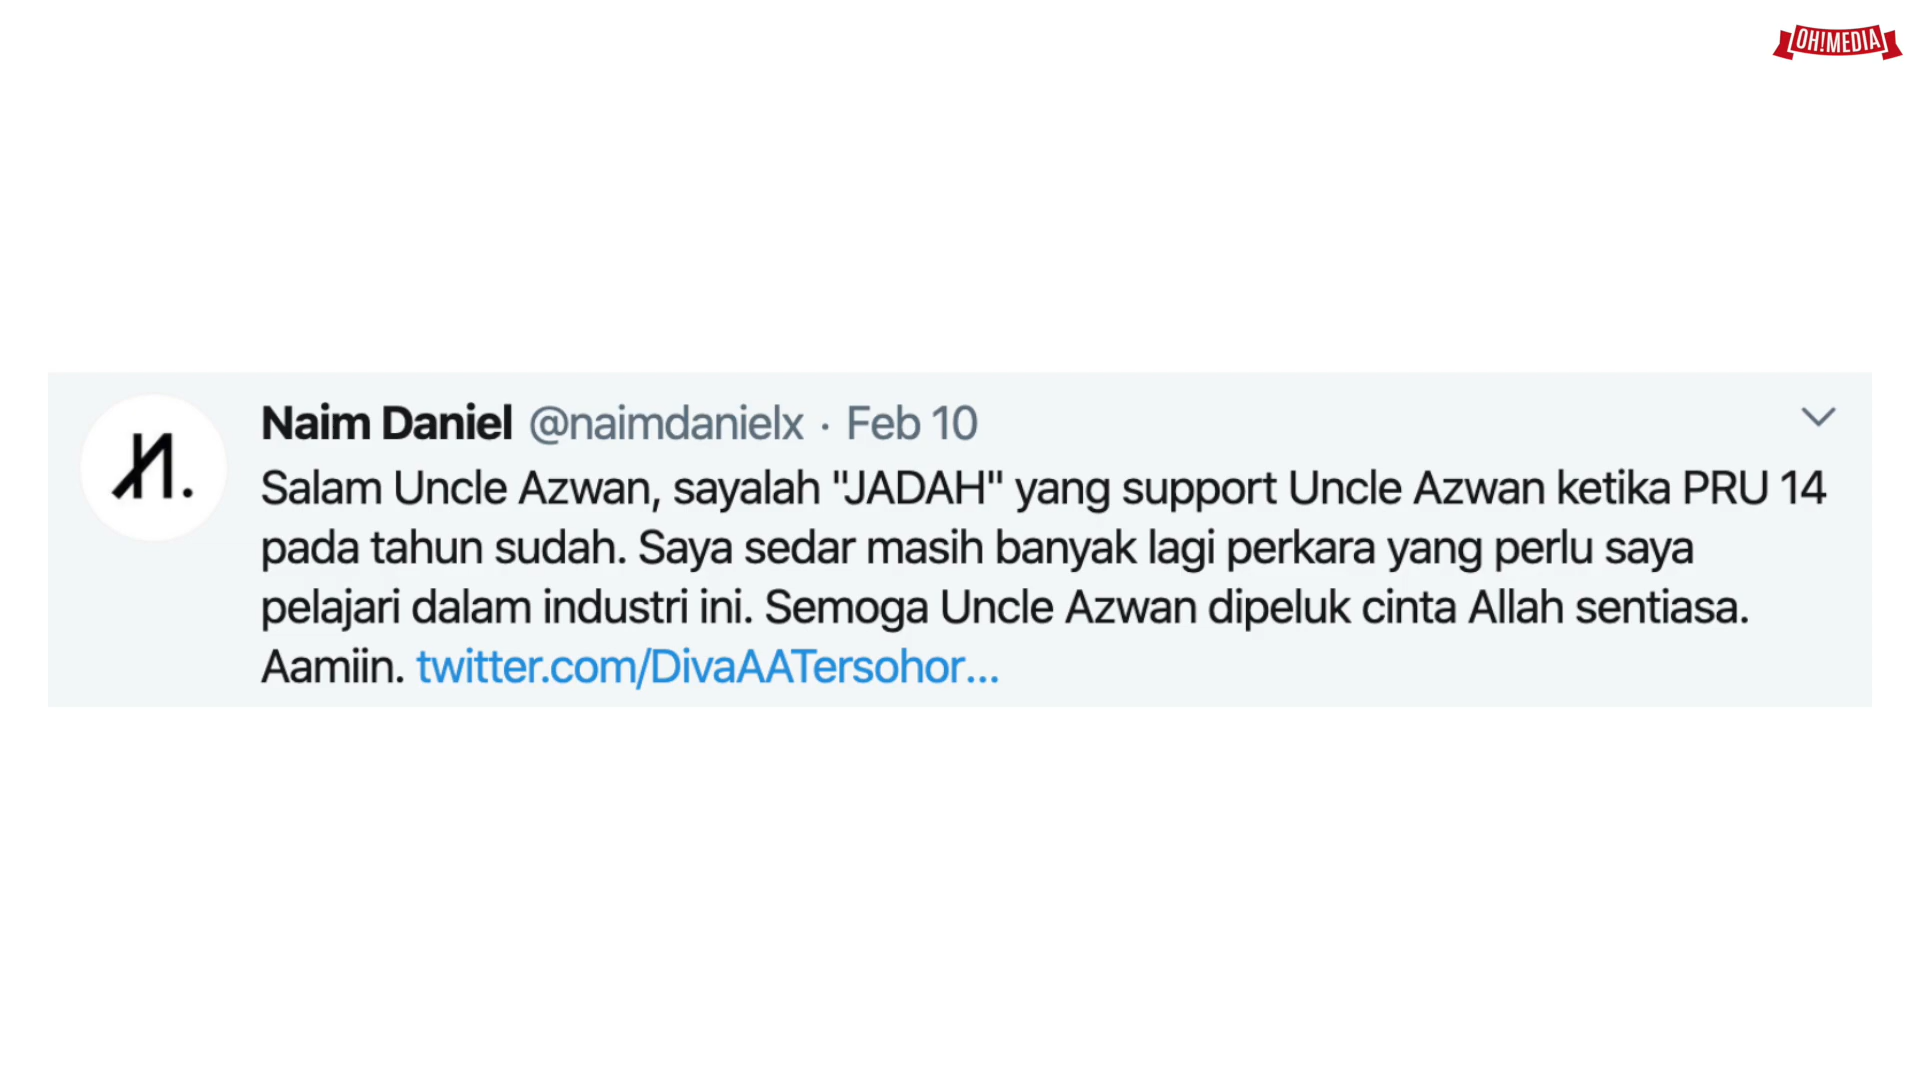 OH!MEDIA
Naim Daniel @naimdanielx · Feb 10
Salam Uncle Azwan, sayalah "JADAH" yang support Uncle Azwan ketika PRU 14
pada tahun sudah. Saya sedar masih banyak lagi perkara yang perlu saya
pelajari dalam industri ini. Semoga Uncle Azwan dipeluk cinta Allah sentiasa.
Aamiin. twitter.com/DivaAATersohor...